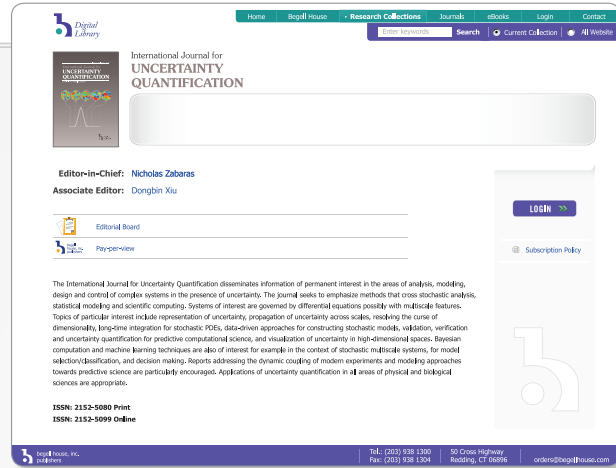 Digital
Library
Home Begell House • Research Collections Journals eBooks Login Contact
Enter keywords Search Current Collection All Website
International Journal for
UNCERTAINTY
QUANTIFICATION
UNCERTAINTY
QUANTIFICATION
Editor-in-Chief: Nicholas Zabaras
Associate Editor: Dongbin Xiu
LOGIN >>
Editorial Board
begell
house, inc.
publishers
Pay-per-view
Subscription Policy
The International Journal for Uncertainty Quantification disseminates information of permanent interest in the areas of analysis, modeling,
design and control of complex systems in the presence of uncertainty. The journal seeks to emphasize methods that cross stochastic analysis,
statistical modeling and scientific computing. Systems of interest are governed by differential equations possibly with multiscale features.
Topics of particular interest include representation of uncertainty, propagation of uncertainty across scales, resolving the curse of
dimensionality, long-time integration for stochastic PDEs, data-driven approaches for constructing stochastic models, validation, verification
and uncertainty quantification for predictive computational science, and visualization of uncertainty in high-dimensional spaces. Bayesian
computation and machine learning techniques are also of interest for example in the context of stochastic multiscale systems, for model
selection/classification, and decision making. Reports addressing the dynamic coupling of modern experiments and modeling approaches
towards predictive science are particularly encouraged. Applications of uncertainty quantification in all areas of physical and biological
sciences are appropriate.
ISSN: 2152-5080 Print
ISSN: 2152-5099 Online
begell house, inc.
publishers
Tel.: (203) 938 1300 50 Cross Highway
Fax: (203) 938 1304 Redding, CT 06896 orders@begellhouse.com